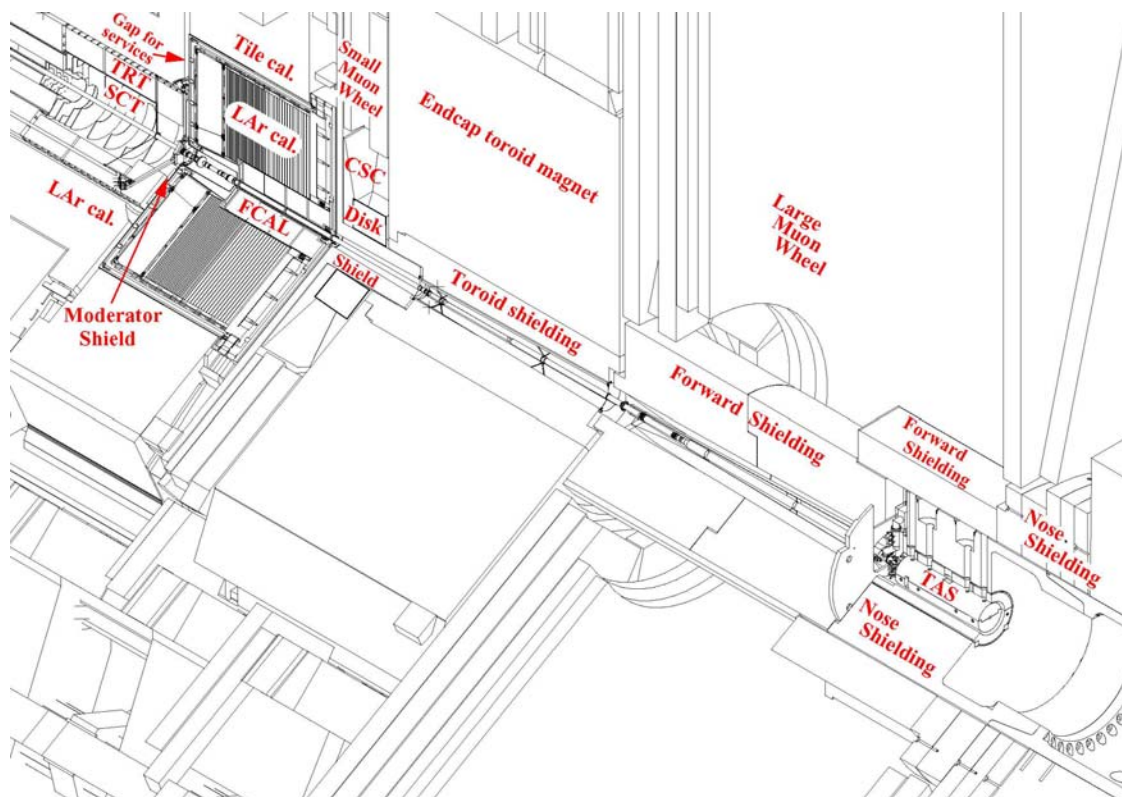 Gap for
services
TRT
SCT
Tile cal.
LAr cal.
Small
Muon
Wheel
CSC
Disk
Endcap toroid magnet
Large
Muon
Wheel
LAr cal.
FCAL
Moderator
Shield
Shield
Toroid shielding
Forward Shielding
Forward
Shielding
Nose
Shielding
TAS
Nose
Shielding